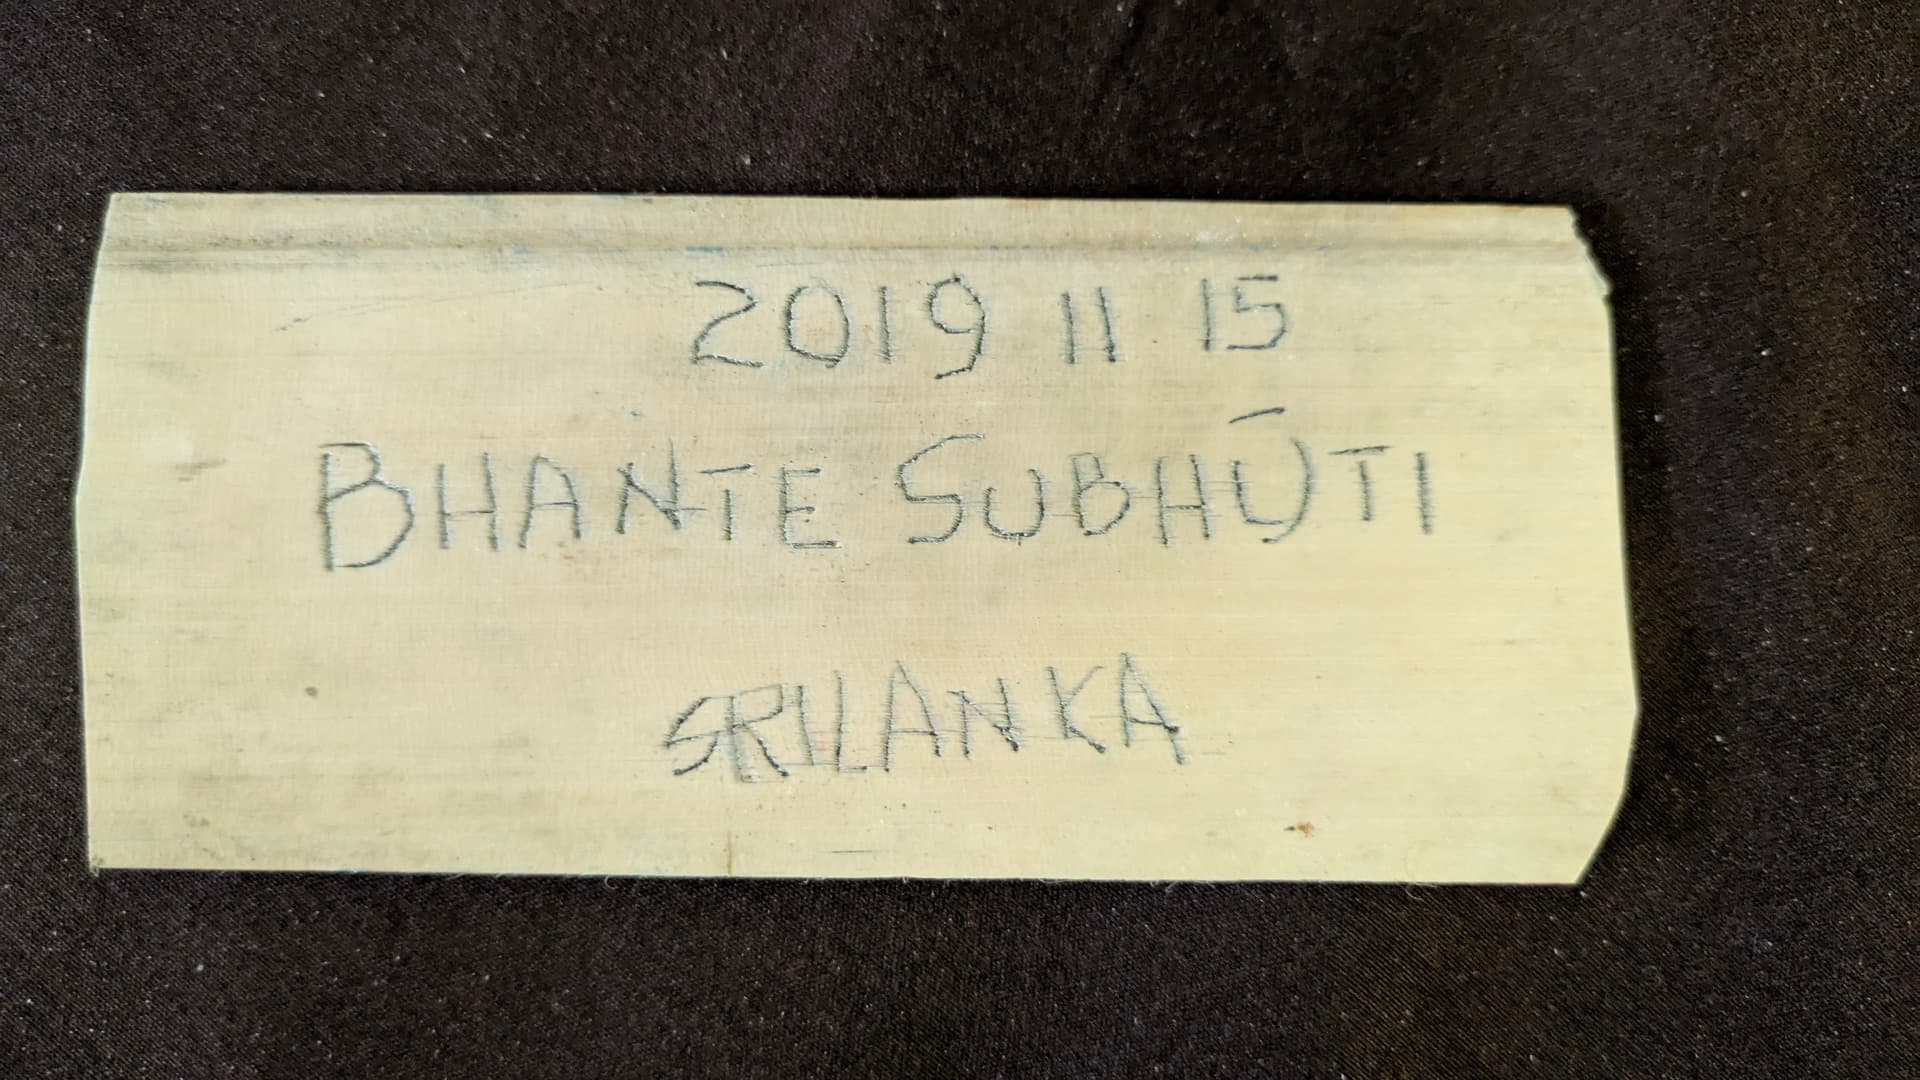 2019 11 15
BHANTE SUBHŪTI
SRILANKA